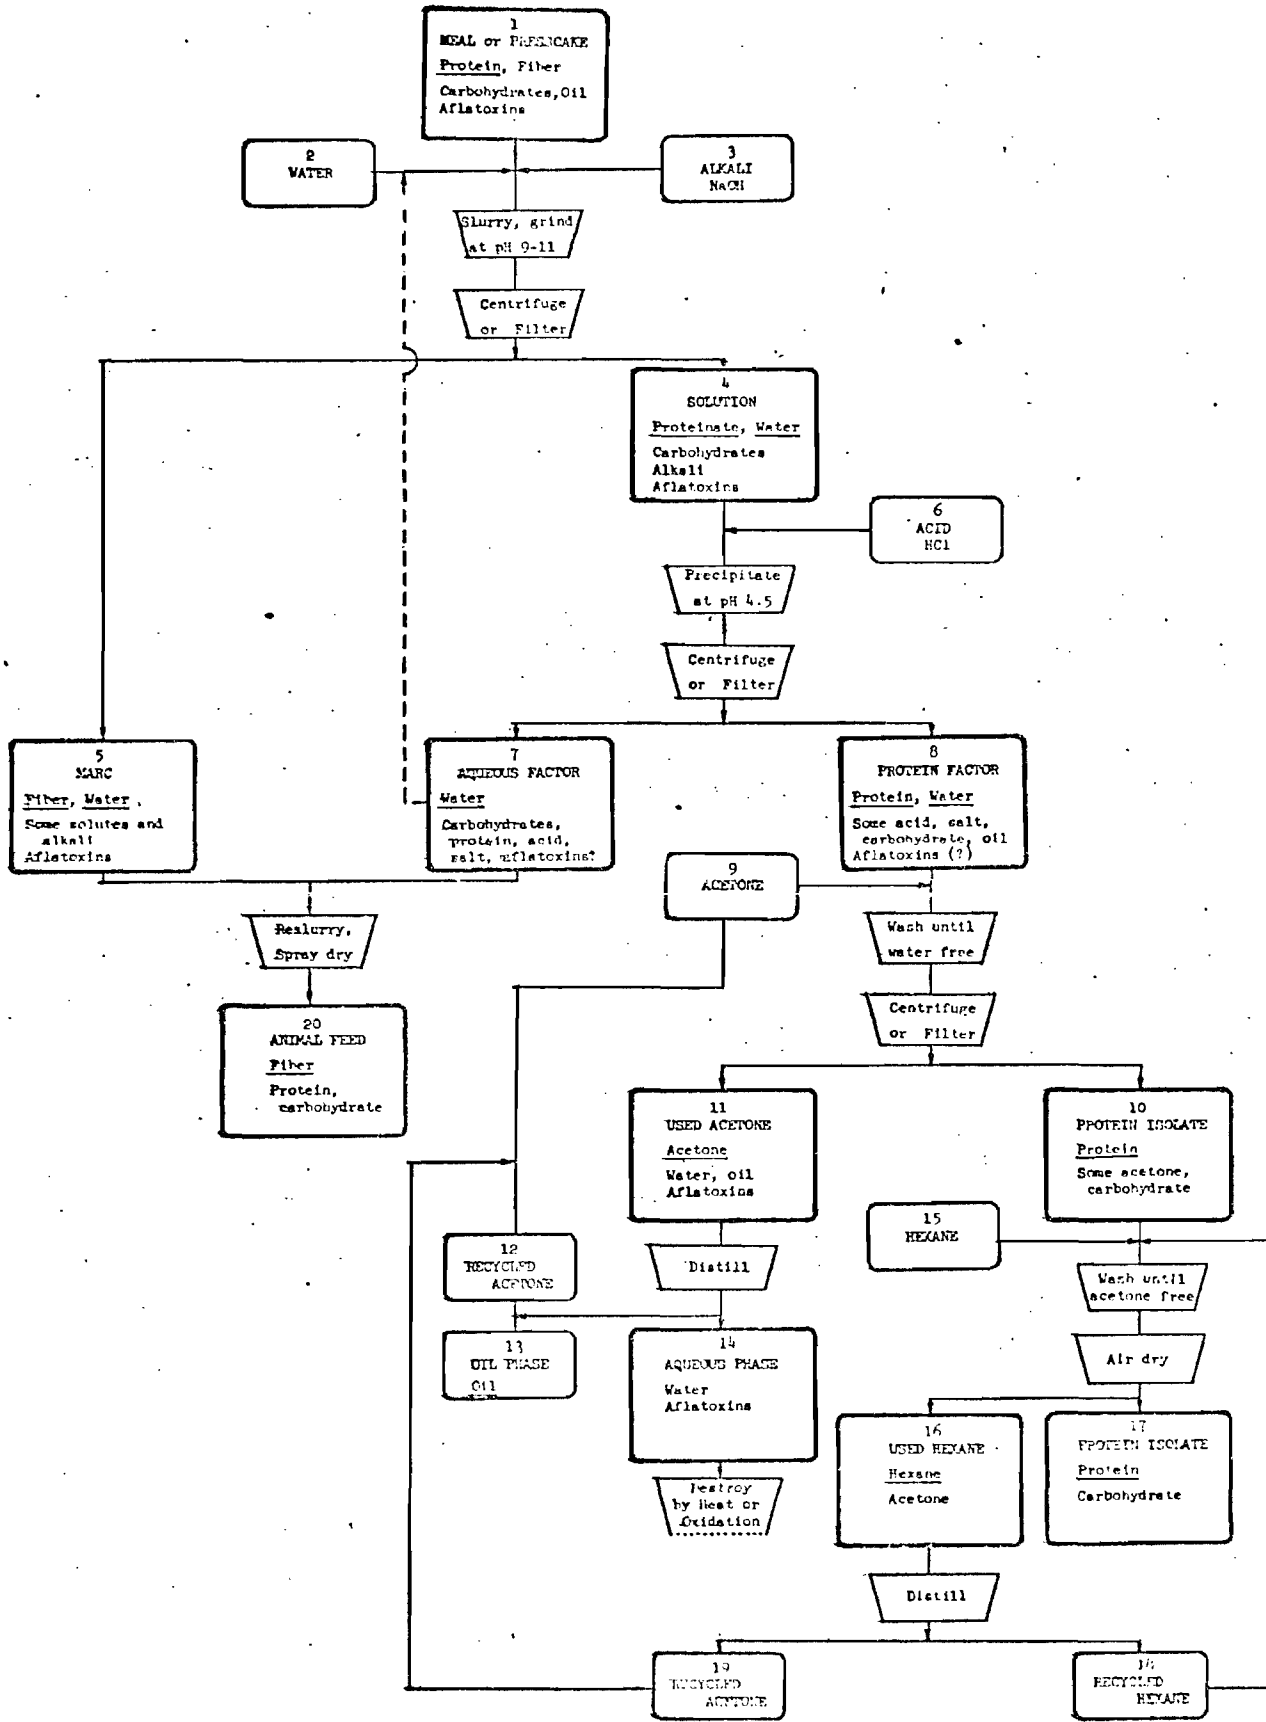 1
MEAL or PRESSCAKE
Protein, Fiber
Carbohydrates, Oil
Aflatoxins
2
WATER
3
ALKALI
NaOH
Slurry, grind
at pH 9-11
Centrifuge
or Filter
4
SOLUTION
Proteinate, Water
Carbohydrates
Alkali
Aflatoxins
6
ACID
HCl
Precipitate
at pH 4.5
Centrifuge
or Filter
5
MARC
Fiber, Water
Some solutes and
alkali
Aflatoxins
7
AQUEOUS FACTOR
Water
Carbohydrates,
protein, acid,
salt, aflatoxins?
8
PROTEIN FACTOR
Protein, Water
Some acid, salt,
carbohydrate, oil
Aflatoxins (?)
9
ACETONE
Reslurry,
Spray dry
Wash until
water free
Centrifuge
or Filter
20
ANIMAL FEED
Fiber
Protein,
carbohydrate
11
USED ACETONE
Acetone
Water, oil
Aflatoxins
10
PROTEIN ISOLATE
Protein
Some acetone,
carbohydrate
15
HEXANE
12
RECYCLED
ACETONE
Distill
Wash until
acetone free
13
OIL PHASE
Oil
14
AQUEOUS PHASE
Water
Aflatoxins
Air dry
16
USED HEXANE
Hexane
Acetone
17
PROTEIN ISOLATE
Protein
Carbohydrate
Destroy
by Heat or
Oxidation
Distill
19
RECYCLED
ACETONE
18
RECYCLED
HEXANE